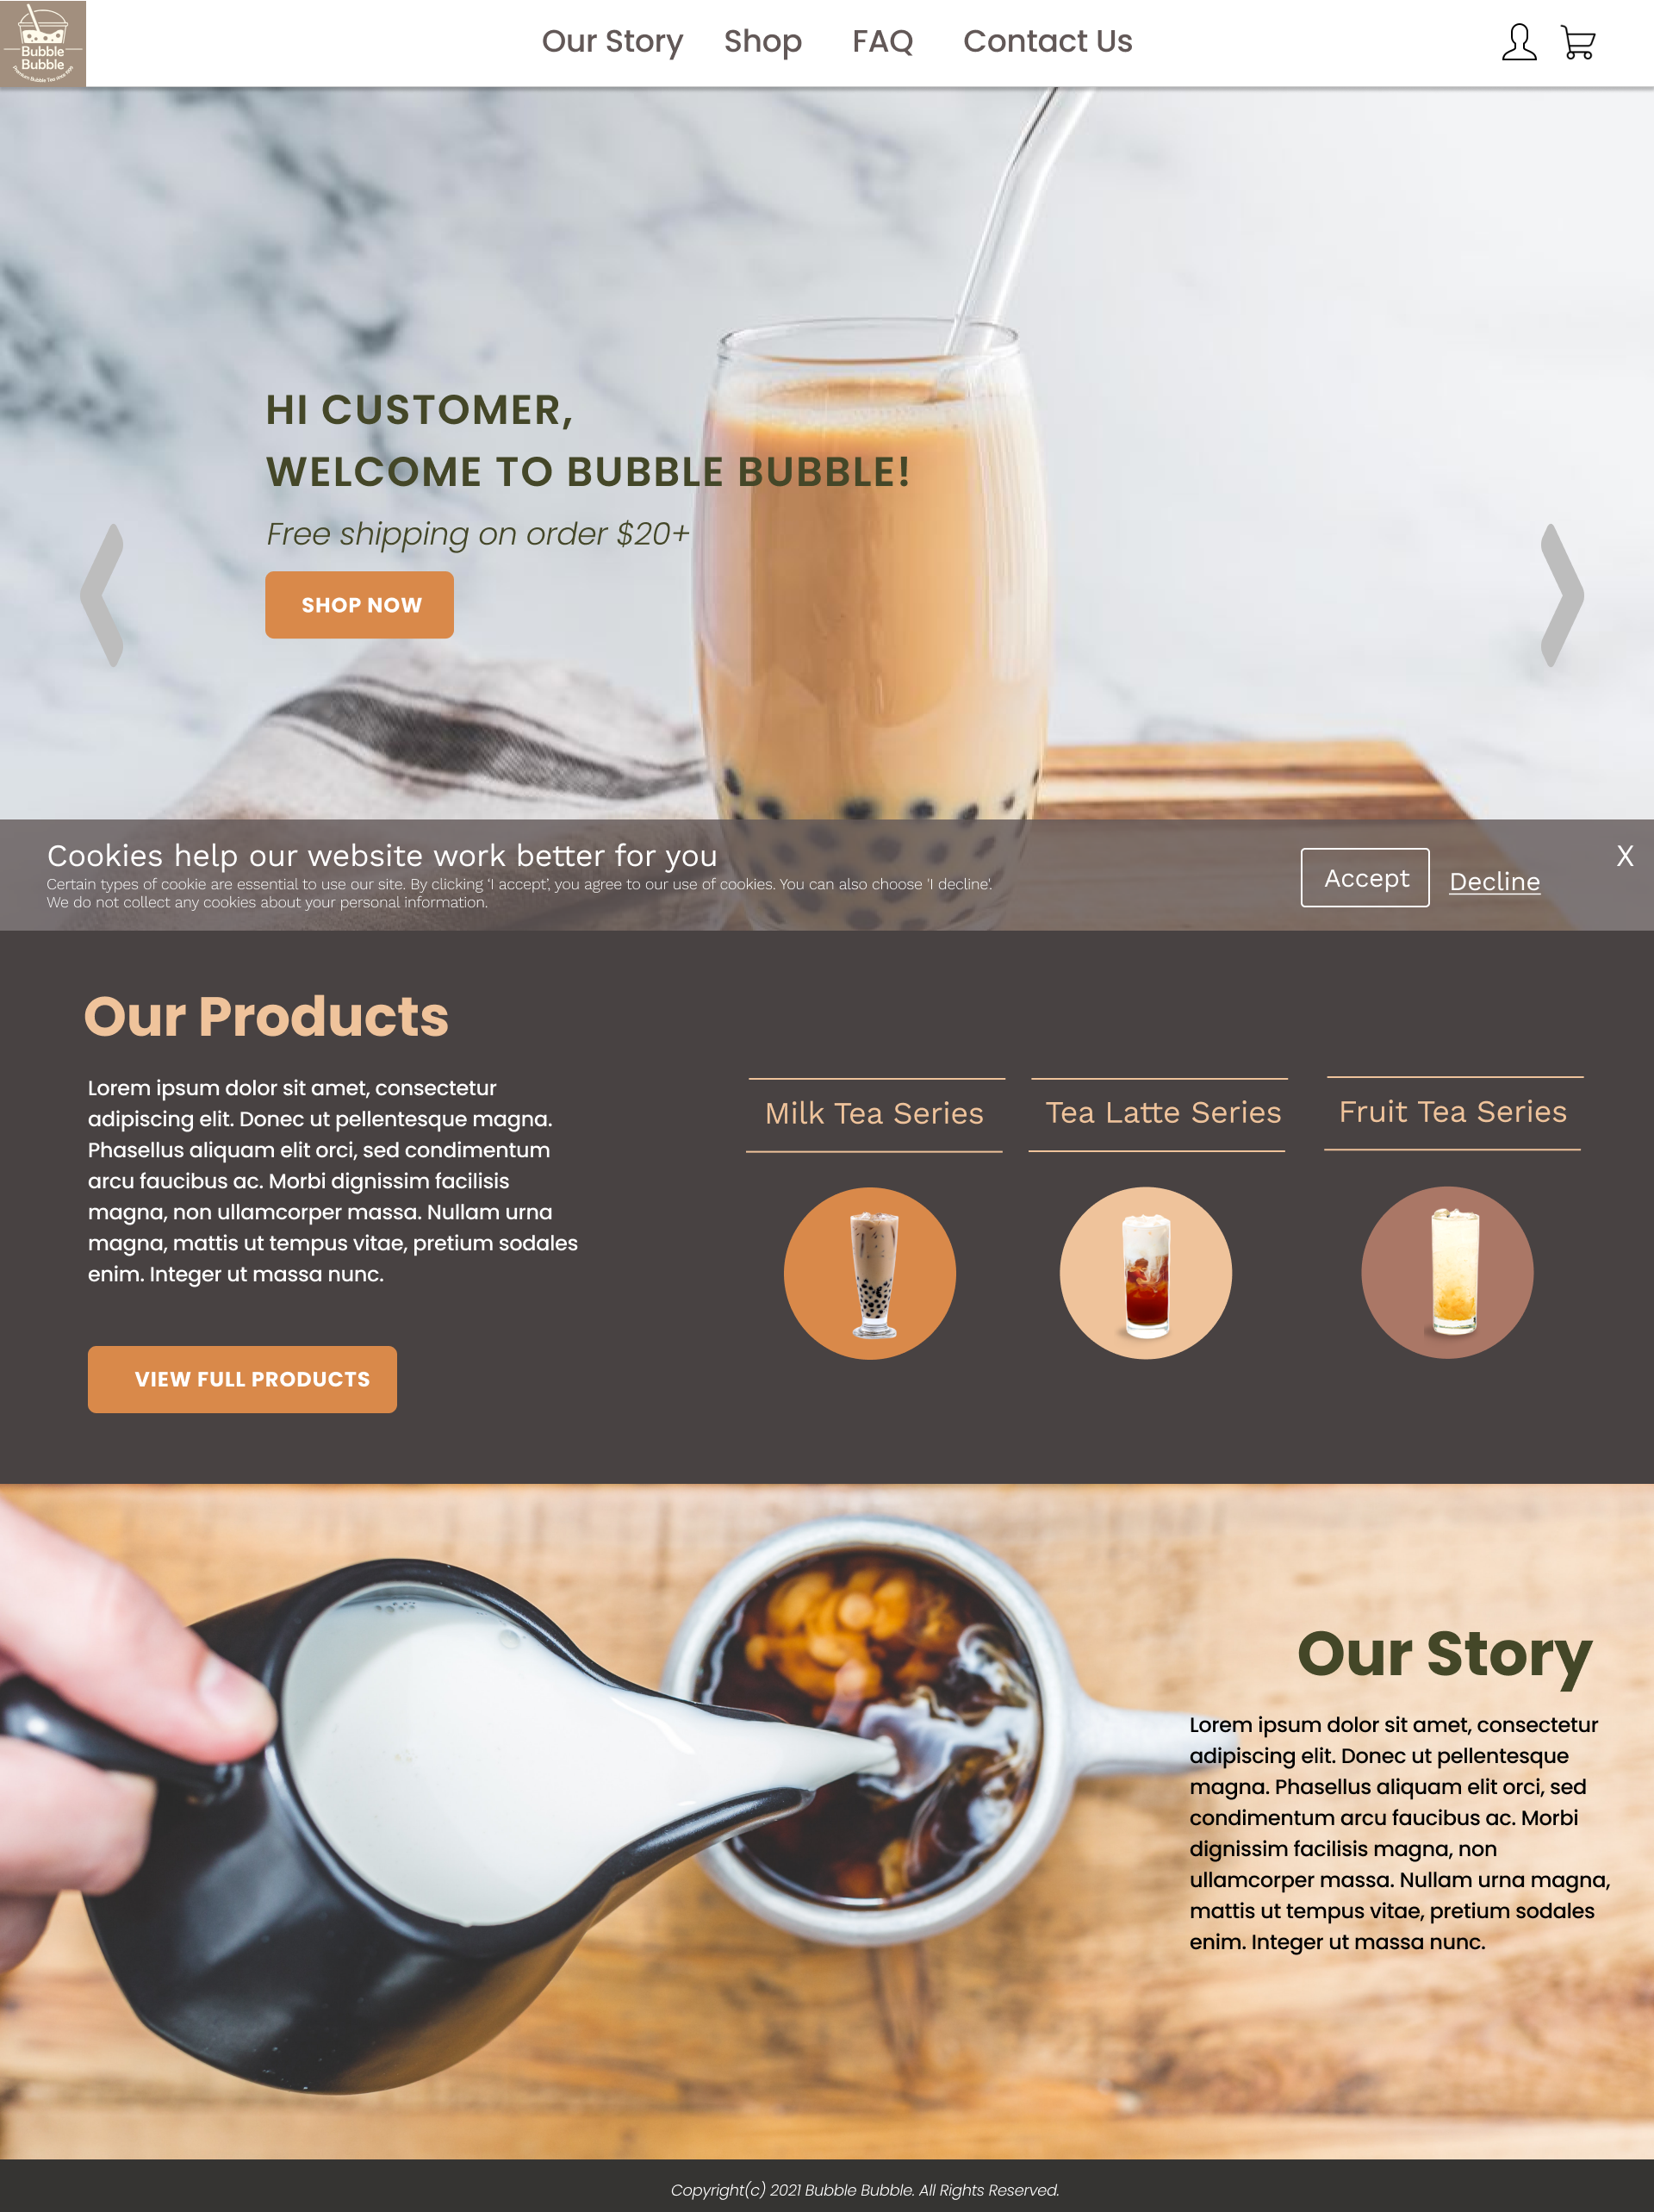 Bubble
Bubble
Premium Bubble Tea since
Our Story Shop FAQ Contact Us
HI CUSTOMER,
WELCOME TO BUBBLE BUBBLE!
Free shipping on order $20+
SHOP NOW
Cookies help our website work better for you
Certain types of cookie are essential to use our site. By clicking 'I accept', you agree to our use of cookies. You can also choose 'I decline'.
We do not collect any cookies about your personal information.
Accept
Decline
X
Our Products
Lorem ipsum dolor sit amet, consectetur
adipiscing elit. Donec ut pellentesque magna.
Phasellus aliquam elit orci, sed condimentum
arcu faucibus ac. Morbi dignissim facilisis
magna, non ullamcorper massa. Nullam urna
magna, mattis ut tempus vitae, pretium sodales
enim. Integer ut massa nunc.
VIEW FULL PRODUCTS
Milk Tea Series
Tea Latte Series
Fruit Tea Series
Our Story
Lorem ipsum dolor sit amet, consectetur
adipiscing elit. Donec ut pellentesque
magna. Phasellus aliquam elit orci, sed
condimentum arcu faucibus ac. Morbi
dignissim facilisis magna, non
ullamcorper massa. Nullam urna magna,
mattis ut tempus vitae, pretium sodales
enim. Integer ut massa nunc.
Copyright(c) 2021 Bubble Bubble. All Rights Reserved.